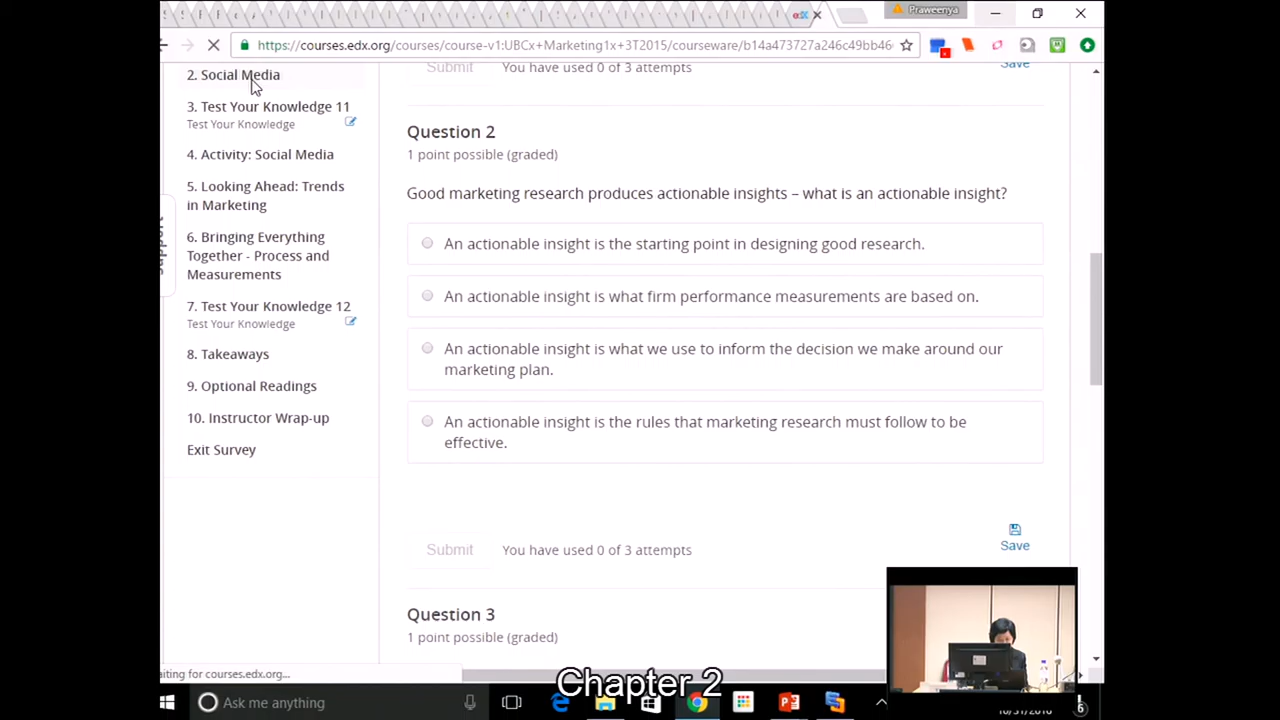 Praweenya
https://courses.edx.org/courses/course-v1:UBCx+Marketing1x+3T2015/courseware/b14a473727a246c49bb46
2. Social Media
3. Test Your Knowledge 11
Test Your Knowledge
4. Activity: Social Media
5. Looking Ahead: Trends
in Marketing
6. Bringing Everything
Together - Process and
Measurements
7. Test Your Knowledge 12
Test Your Knowledge
8. Takeaways
9. Optional Readings
10. Instructor Wrap-up
Exit Survey
Support
Submit
You have used 0 of 3 attempts
Save
Question 2
1 point possible (graded)
Good marketing research produces actionable insights – what is an actionable insight?
An actionable insight is the starting point in designing good research.
An actionable insight is what firm performance measurements are based on.
An actionable insight is what we use to inform the decision we make around our
marketing plan.
An actionable insight is the rules that marketing research must follow to be
effective.
Submit
You have used 0 of 3 attempts
Save
Question 3
1 point possible (graded)
aiting for courses.edx.org...
Chapter 2
Ask me anything